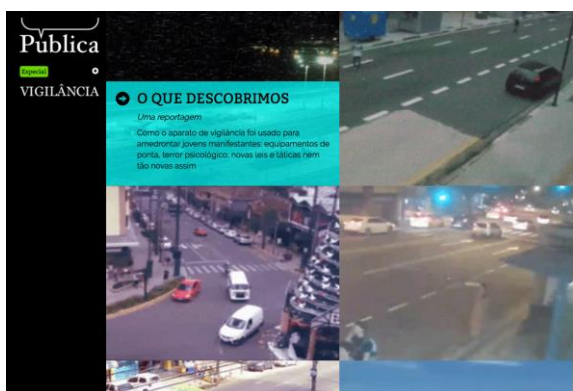 Pública
Especial
VIGILÂNCIA
O QUE DESCOBRIMOS
Uma reportagem
Como o aparato de vigilância foi usado para
amedrontar jovens manifestantes: equipamentos de
ponta, terror psicológico, novas leis e táticas nem
tão novas assim